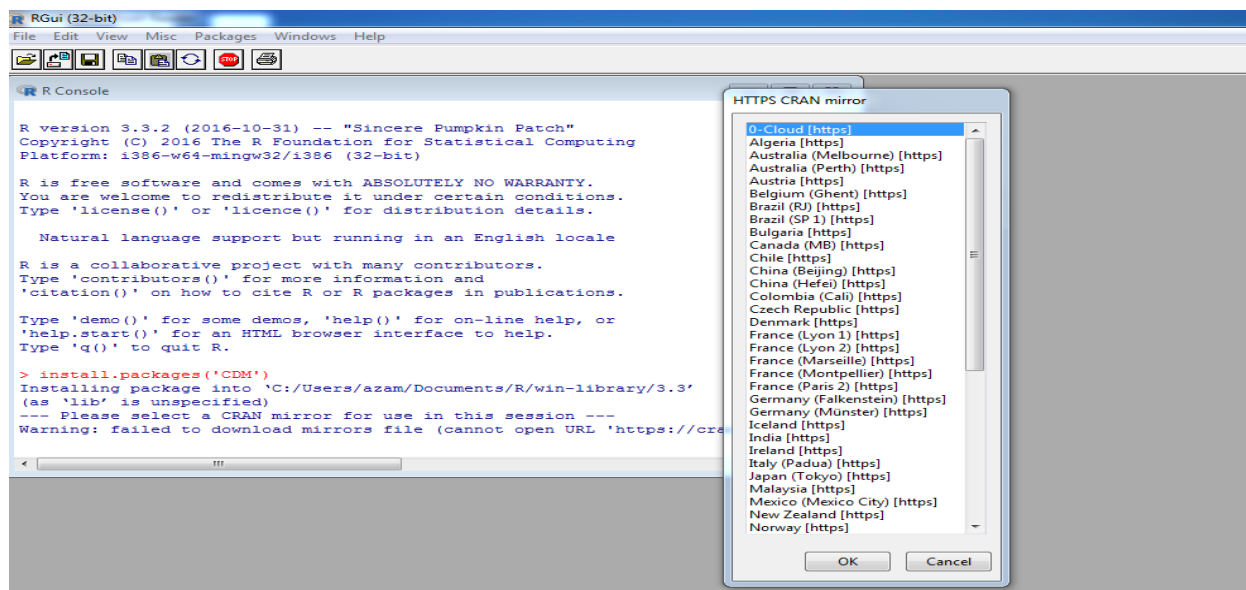 RGui (32-bit)
File Edit View Misc Packages Windows Help
STOP
R Console
R version 3.3.2 (2016-10-31) -- "Sincere Pumpkin Patch"
Copyright (C) 2016 The R Foundation for Statistical Computing
Platform: i386-w64-mingw32/i386 (32-bit)
R is free software and comes with ABSOLUTELY NO WARRANTY.
You are welcome to redistribute it under certain conditions.
Type 'license()' or 'licence()' for distribution details.
Natural language support but running in an English locale
R is a collaborative project with many contributors.
Type 'contributors()' for more information and
'citation()' on how to cite R or R packages in publications.
Type 'demo()' for some demos, 'help()' for on-line help, or
'help.start()' for an HTML browser interface to help.
Type 'q()' to quit R.
> install.packages('CDM')
Installing package into ‘C:/Users/azam/Documents/R/win-library/3.3’
(as ‘lib’ is unspecified)
--- Please select a CRAN mirror for use in this session ---
Warning: failed to download mirrors file (cannot open URL 'https://cra
HTTPS CRAN mirror
0-Cloud [https]
Algeria [https]
Australia (Melbourne) [https]
Australia (Perth) [https]
Austria [https]
Belgium (Ghent) [https]
Brazil (RJ) [https]
Brazil (SP 1) [https]
Bulgaria [https]
Canada (MB) [https]
Chile [https]
China (Beijing) [https]
China (Hefei) [https]
Colombia (Cali) [https]
Czech Republic [https]
Denmark [https]
France (Lyon 1) [https]
France (Lyon 2) [https]
France (Marseille) [https]
France (Montpellier) [https]
France (Paris 2) [https]
Germany (Falkenstein) [https]
Germany (Münster) [https]
Iceland [https]
India [https]
Ireland [https]
Italy (Padua) [https]
Japan (Tokyo) [https]
Malaysia [https]
Mexico (Mexico City) [https]
New Zealand [https]
Norway [https]
OK Cancel